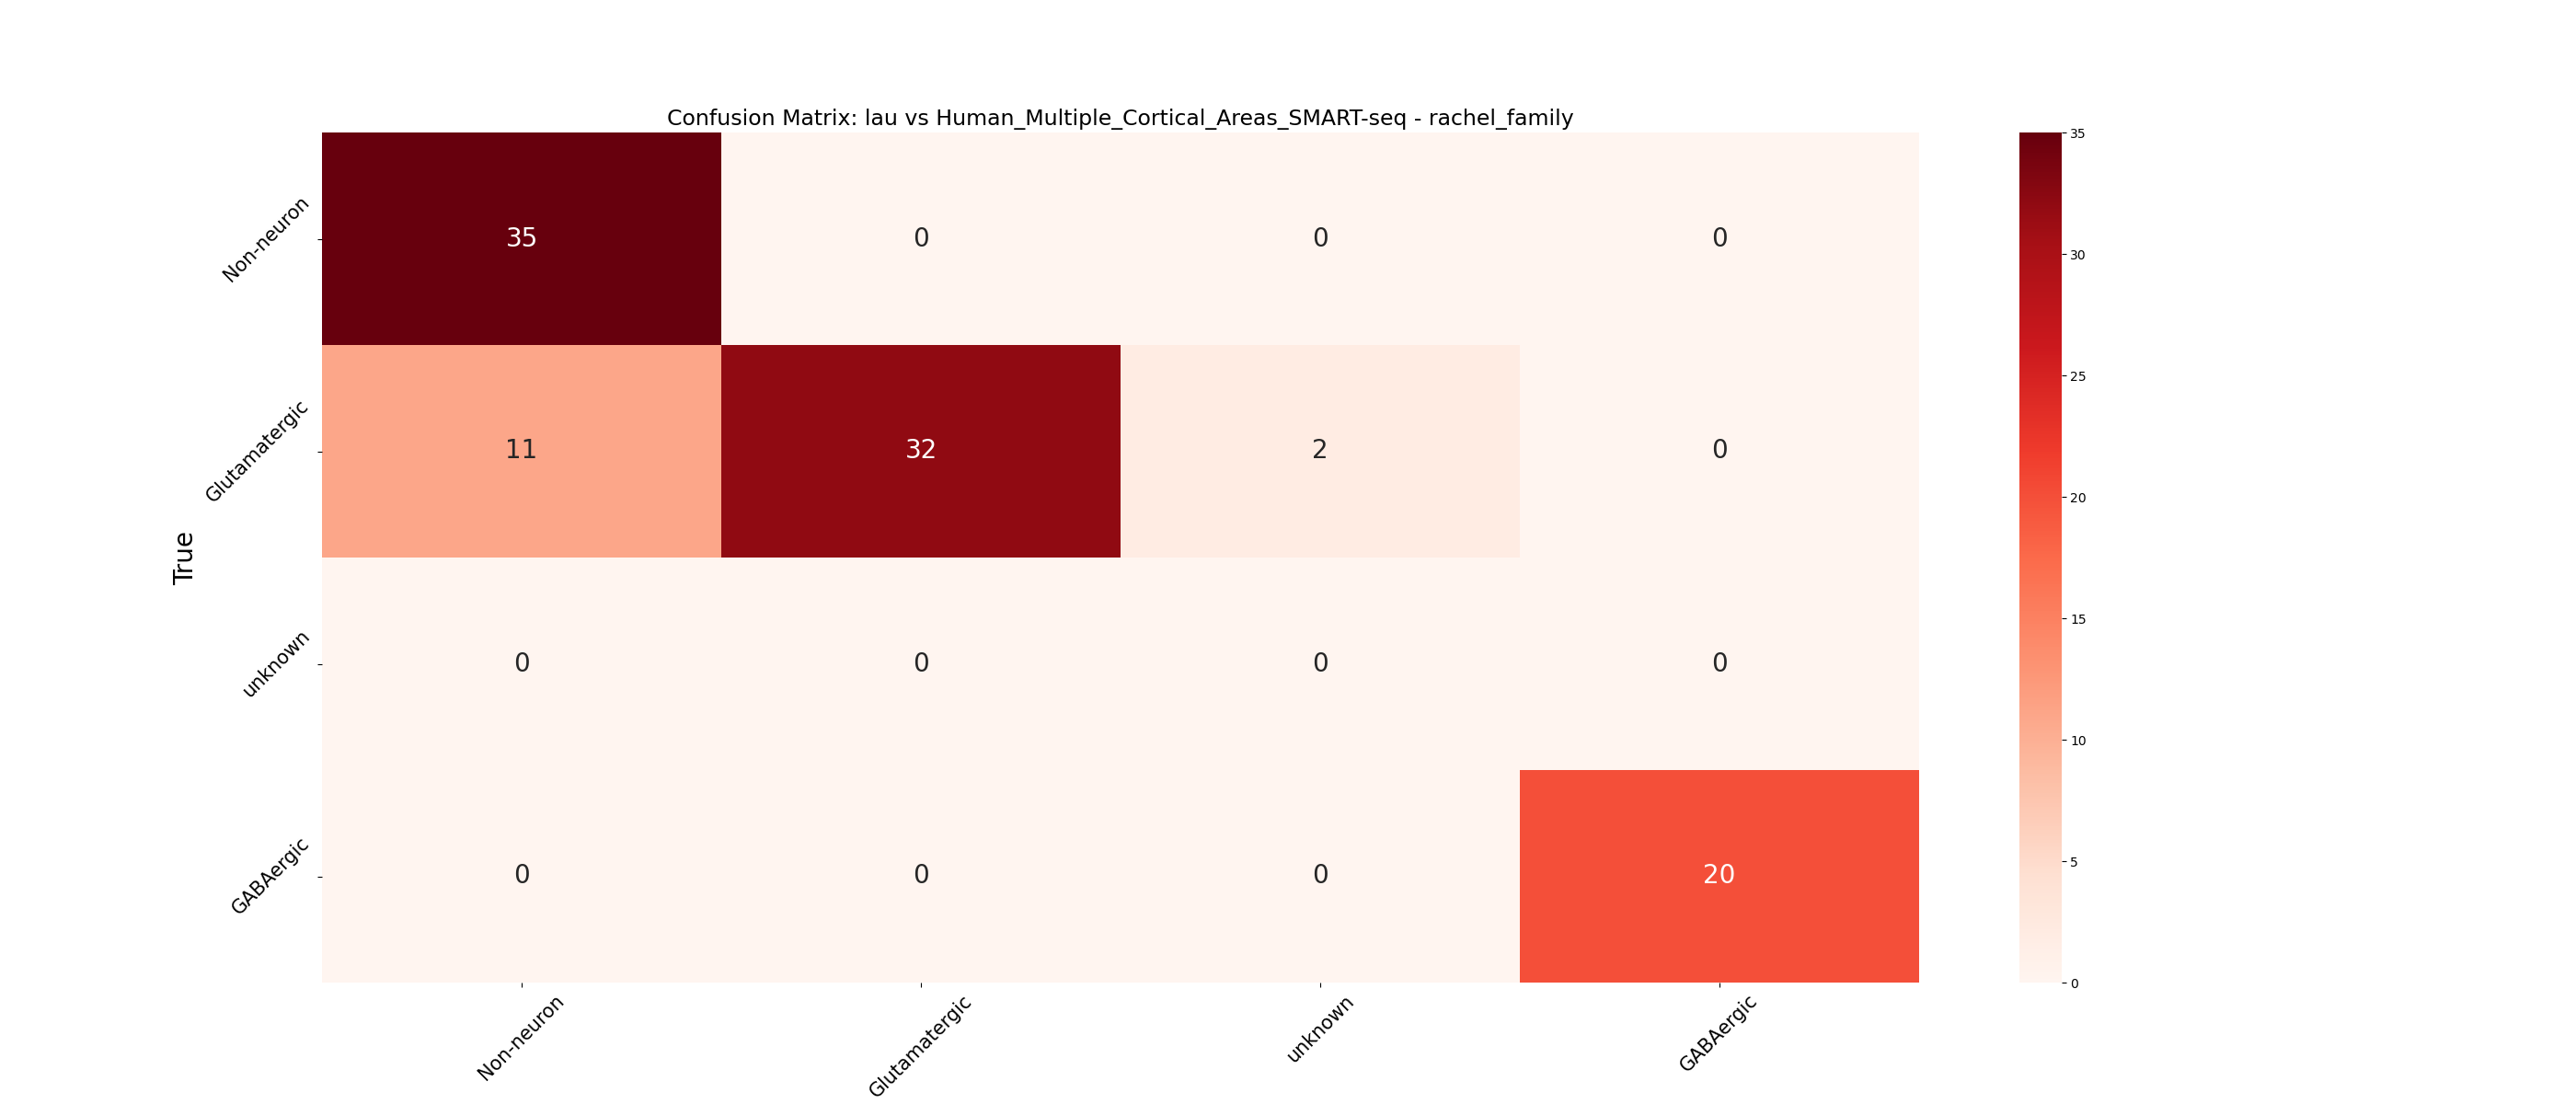 Confusion Matrix: lau vs Human_Multiple_Cortical_Areas_SMART-seq - rachel_family
True
Non-neuron
35 0 0 0
Glutamatergic
11 32 2 0
unknown
0 0 0 0
GABAergic
0 0 0 20
Non-neuron Glutamatergic unknown GABAergic
35
30
25
20
15
10
5
0